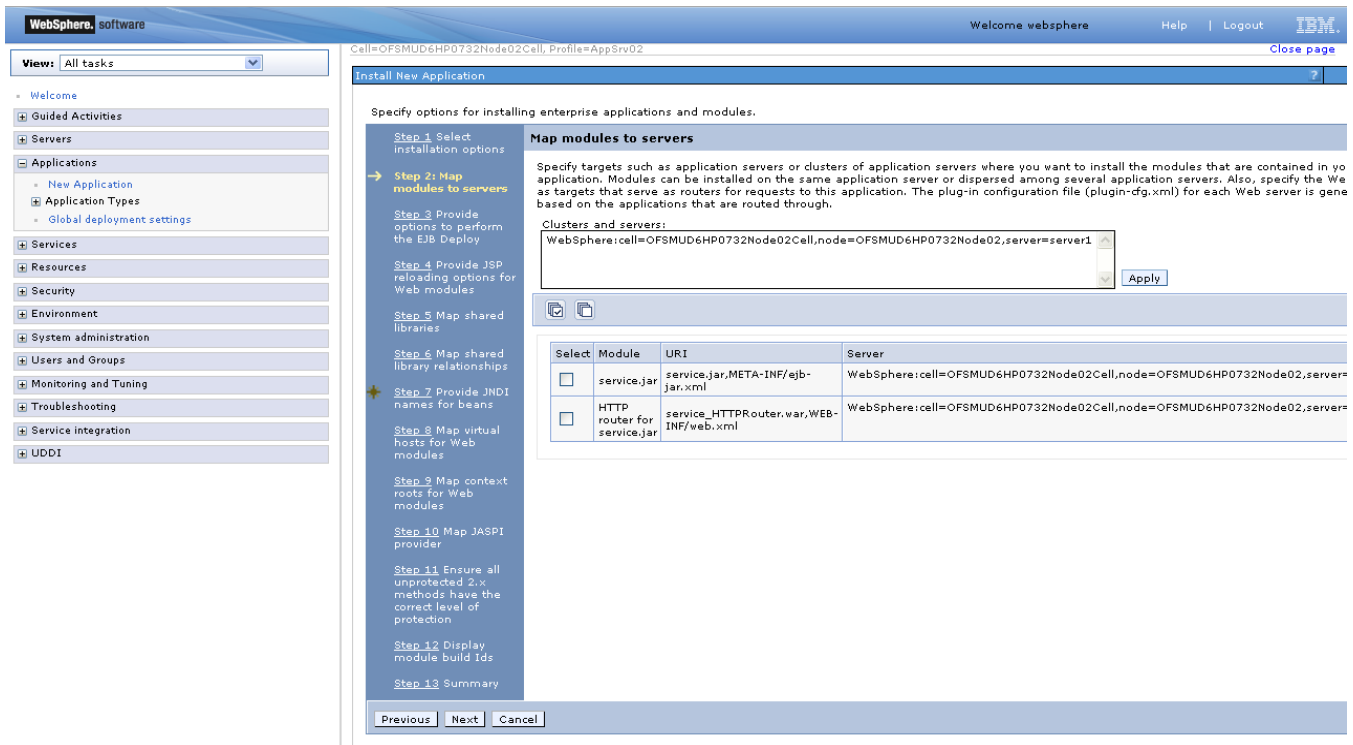 WebSphere. software
Welcome websphere
Help | Logout
IBM.
View: All tasks
Cell=OFSMUD6HP0732Node02Cell, Profile=AppSrv02
Close page
Welcome
Guided Activities
Servers
Applications
New Application
Application Types
Global deployment settings
Services
Resources
Security
Environment
System administration
Users and Groups
Monitoring and Tuning
Troubleshooting
Service integration
UDDI
Install New Application
?
Specify options for installing enterprise applications and modules.
Step 1 Select
installation options
Step 2: Map
modules to servers
Step 3 Provide
options to perform
the EJB Deploy
Step 4 Provide JSP
reloading options for
Web modules
Step 5 Map shared
libraries
Step 6 Map shared
library relationships
Step 7 Provide JNDI
names for beans
Step 8 Map virtual
hosts for Web
modules
Step 9 Map context
roots for Web
modules
Step 10 Map JASPI
provider
Step 11 Ensure all
unprotected 2.x
methods have the
correct level of
protection
Step 12 Display
module build Ids
Step 13 Summary
Map modules to servers
Specify targets such as application servers or clusters of application servers where you want to install the modules that are contained in yo
application. Modules can be installed on the same application server or dispersed among several application servers. Also, specify the We
as targets that serve as routers for requests to this application. The plug-in configuration file (plugin-cfg.xml) for each Web server is gene
based on the applications that are routed through.
Clusters and servers:
WebSphere:cell=OFSMUD6HP0732Node02Cell,node=OFSMUD6HP0732Node02,server=server1
Apply
Select Module URI Server
service.jar
service.jar,META-INF/ejb-
jar.xml
WebSphere:cell=OFSMUD6HP0732Node02Cell,node=OFSMUD6HP0732Node02,server=
HTTP
router for
service.jar
service_HTTPRouter.war,WEB-
INF/web.xml
WebSphere:cell=OFSMUD6HP0732Node02Cell,node=OFSMUD6HP0732Node02,server=
Previous Next Cancel